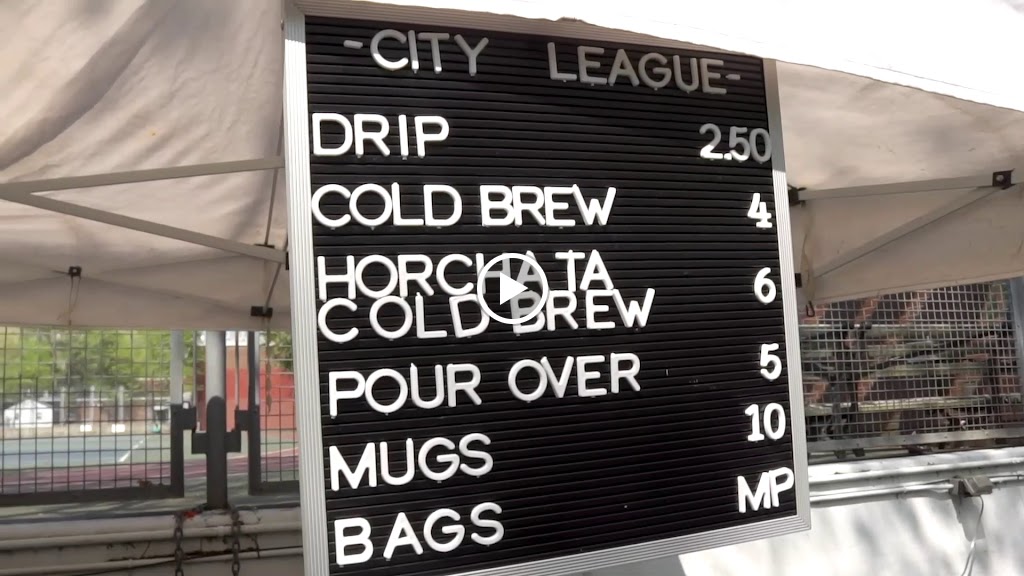 -CITY LEAGUE-
DRIP 2.50
COLD BREW 4
HORCHATA
COLD BREW 6
POUR OVER 5
MUGS 10
BAGS MP